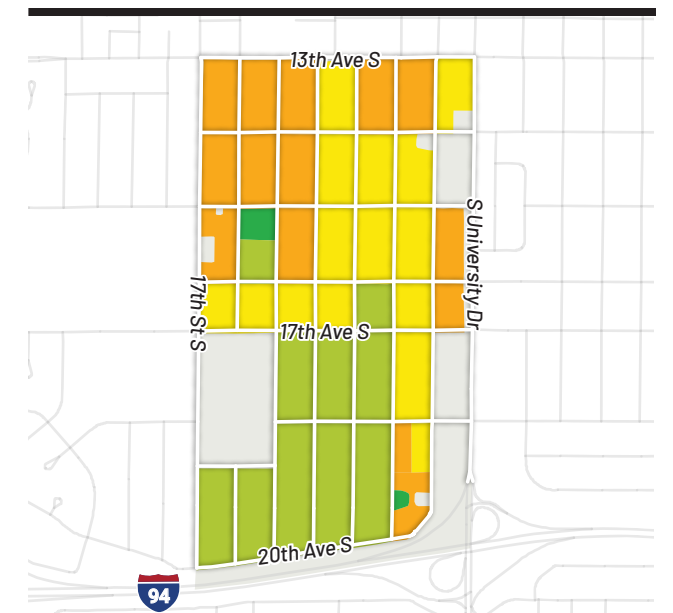 13th Ave S
S University Dr
17th St S
17th Ave S
20th Ave S
94